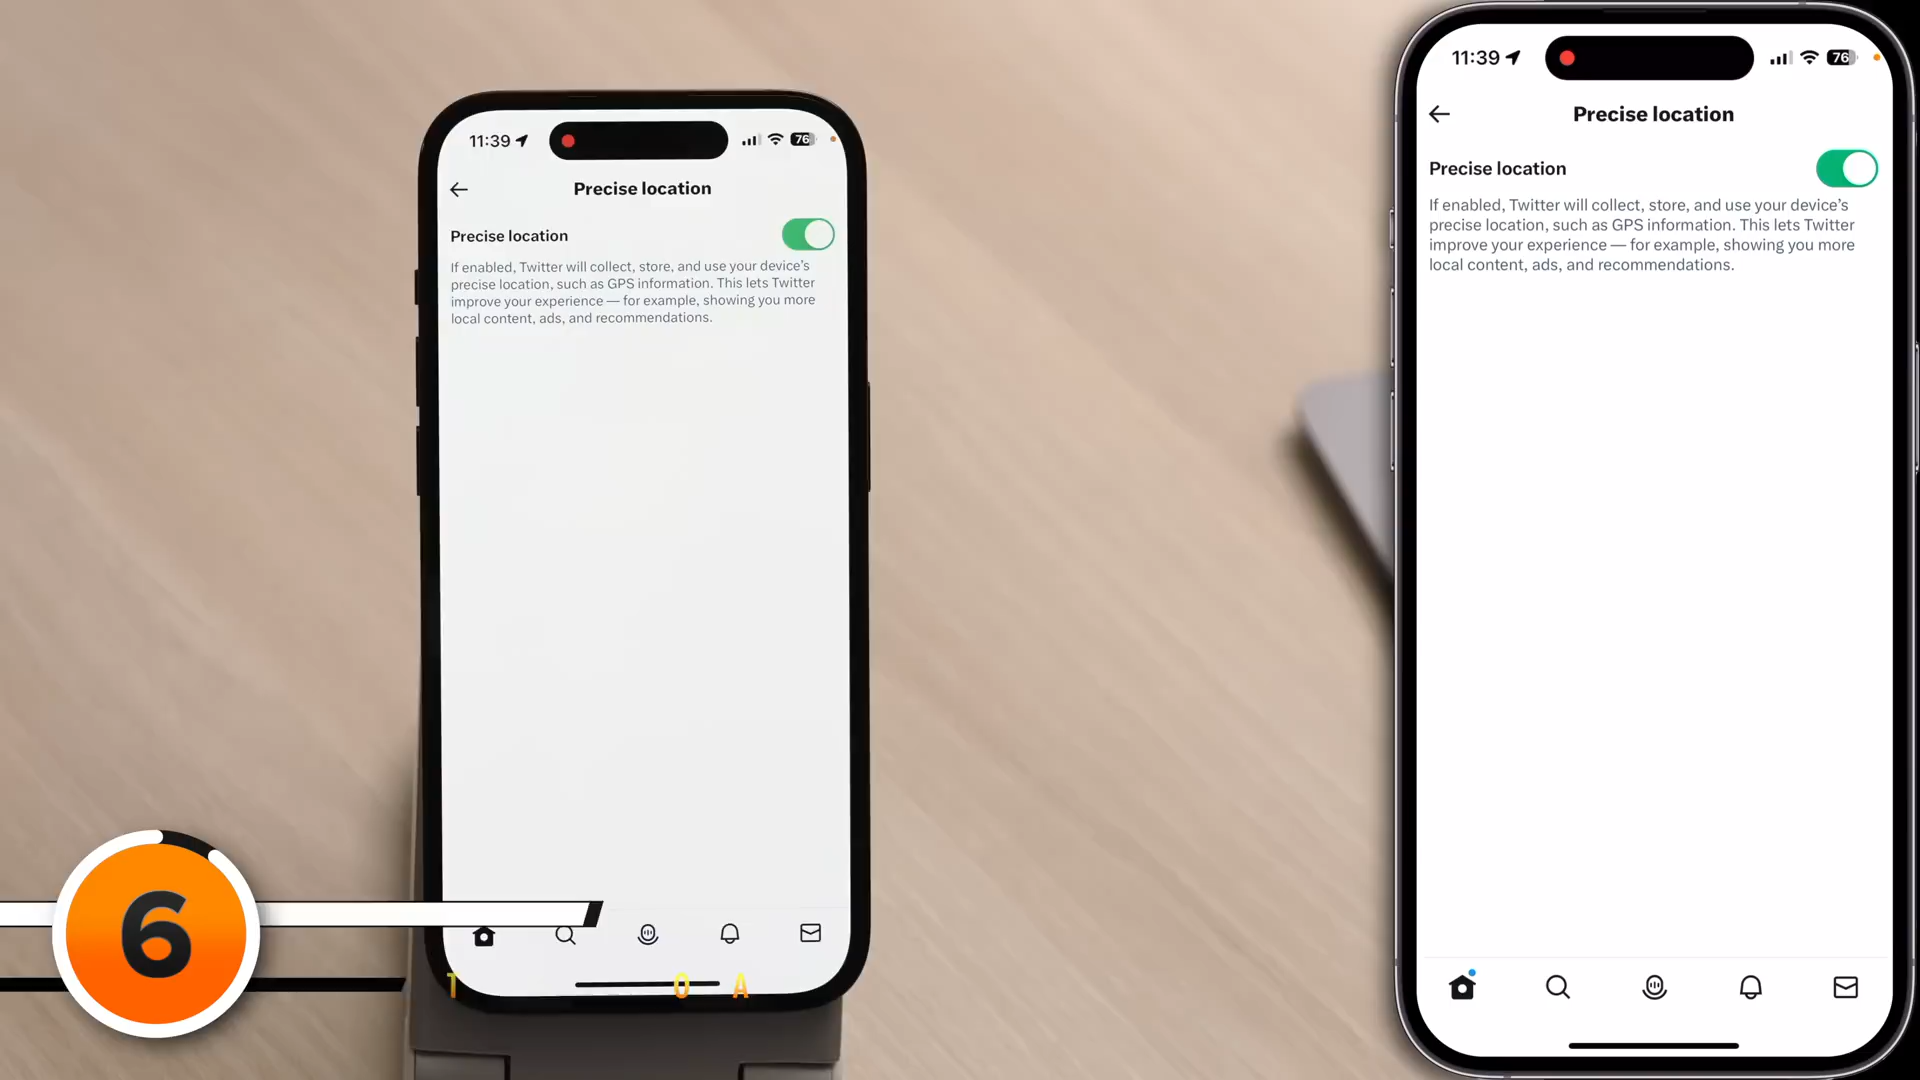 11:39
76
Precise location
Precise location
If enabled, Twitter will collect, store, and use your device's
precise location, such as GPS information. This lets Twitter
improve your experience — for example, showing you more
local content, ads, and recommendations.
6
T O A
11:39
76
Precise location
Precise location
If enabled, Twitter will collect, store, and use your device's
precise location, such as GPS information. This lets Twitter
improve your experience — for example, showing you more
local content, ads, and recommendations.